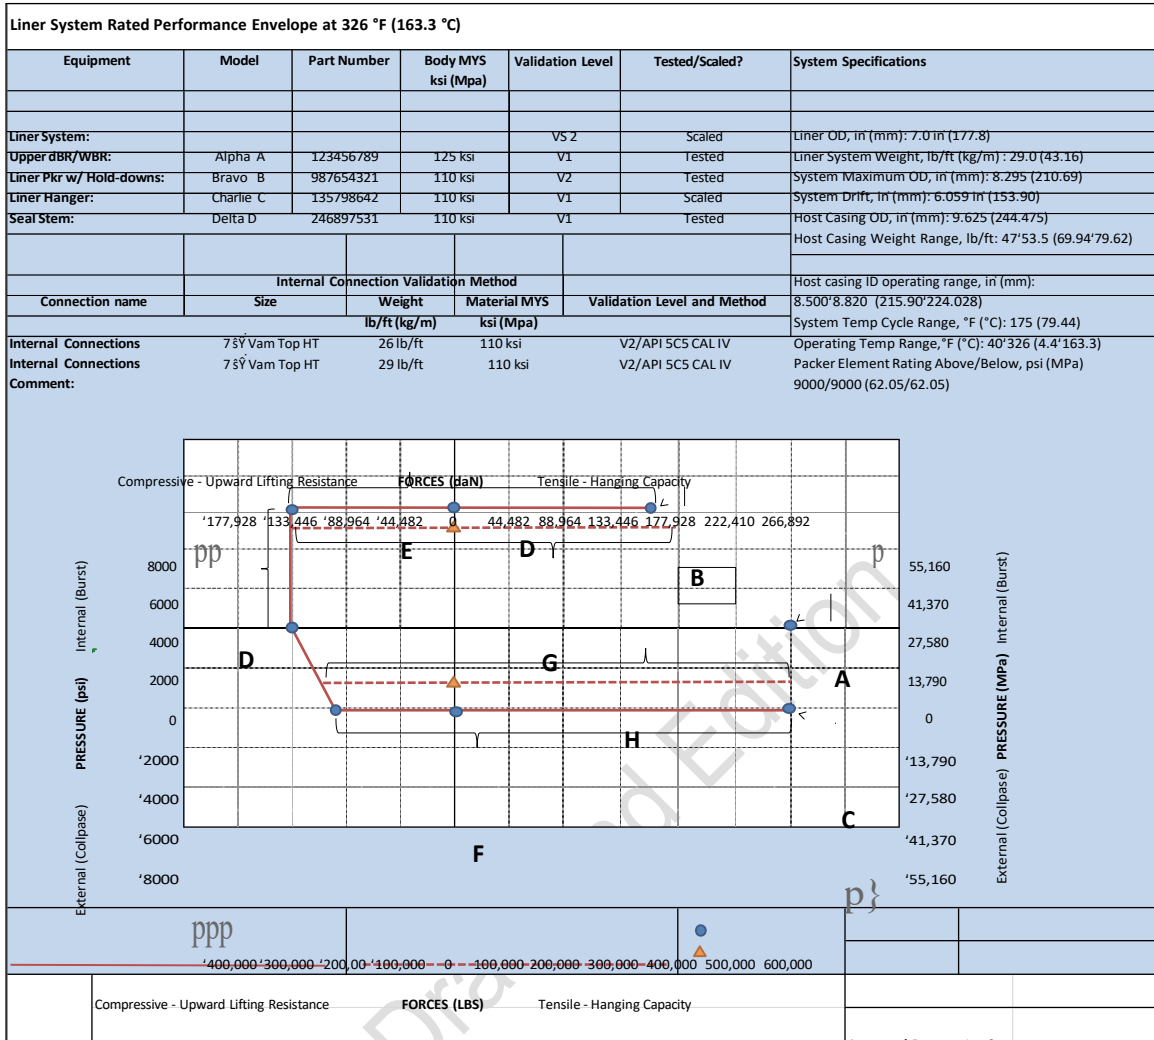 Liner System Rated Performance Envelope at 326 °F (163.3 °C)
Equipment Model Part Number Body MYS Validation Level Tested/Scaled? System Specifications
ksi (Mpa)
Liner System: VS 2 Scaled Liner OD, in (mm): 7.0 in (177.8)
Upper dBR/WBR: Alpha A 123456789 125 ksi V1 Tested Liner System Weight, lb/ft (kg/m) : 29.0 (43.16)
Liner Pkr w/ Hold-downs: Bravo B 987654321 110 ksi V2 Tested System Maximum OD, in (mm): 8.295 (210.69)
Liner Hanger: Charlie C 135798642 110 ksi V1 Scaled System Drift, in (mm): 6.059 in (153.90)
Seal Stem: Delta D 246897531 110 ksi V1 Tested Host Casing OD, in (mm): 9.625 (244.475)
Host Casing Weight Range, lb/ft: 47'53.5 (69.94'79.62)
Internal Connection Validation Method Host casing ID operating range, in (mm):
Connection name Size Weight Material MYS Validation Level and Method 8.500'8.820 (215.90'224.028)
lb/ft (kg/m) ksi (Mpa) System Temp Cycle Range, °F (°C): 175 (79.44)
Internal Connections 7 šŸ Vam Top HT 26 lb/ft 110 ksi V2/API 5C5 CAL IV Operating Temp Range,°F (°C): 40'326 (4.4'163.3)
Internal Connections 7 šŸ Vam Top HT 29 lb/ft 110 ksi V2/API 5C5 CAL IV Packer Element Rating Above/Below, psi (MPa)
Comment: 9000/9000 (62.05/62.05)
Compressive - Upward Lifting Resistance FORCES (daN) Tensile - Hanging Capacity
'177,928 '133,446 '88,964 '44,482 0 44,482 88,964 133,446 177,928 222,410 266,892
pp E D p
8000 B 55,160
6000 41,370
4000 27,580
D G
2000 A 13,790
0 0
H
'2000 '13,790
'4000 '27,580
C
'6000 '41,370
F
'8000 '55,160
External (Collpase) PRESSURE (psi) Internal (Burst)
External (Collpase) PRESSURE (MPa) Internal (Burst)
p}
ppp
'400,000 '300,000 '200,00 '100,000 0 100,000 200,000 300,000 400,000 500,000 600,000
Compressive - Upward Lifting Resistance FORCES (LBS) Tensile - Hanging Capacity
Edition